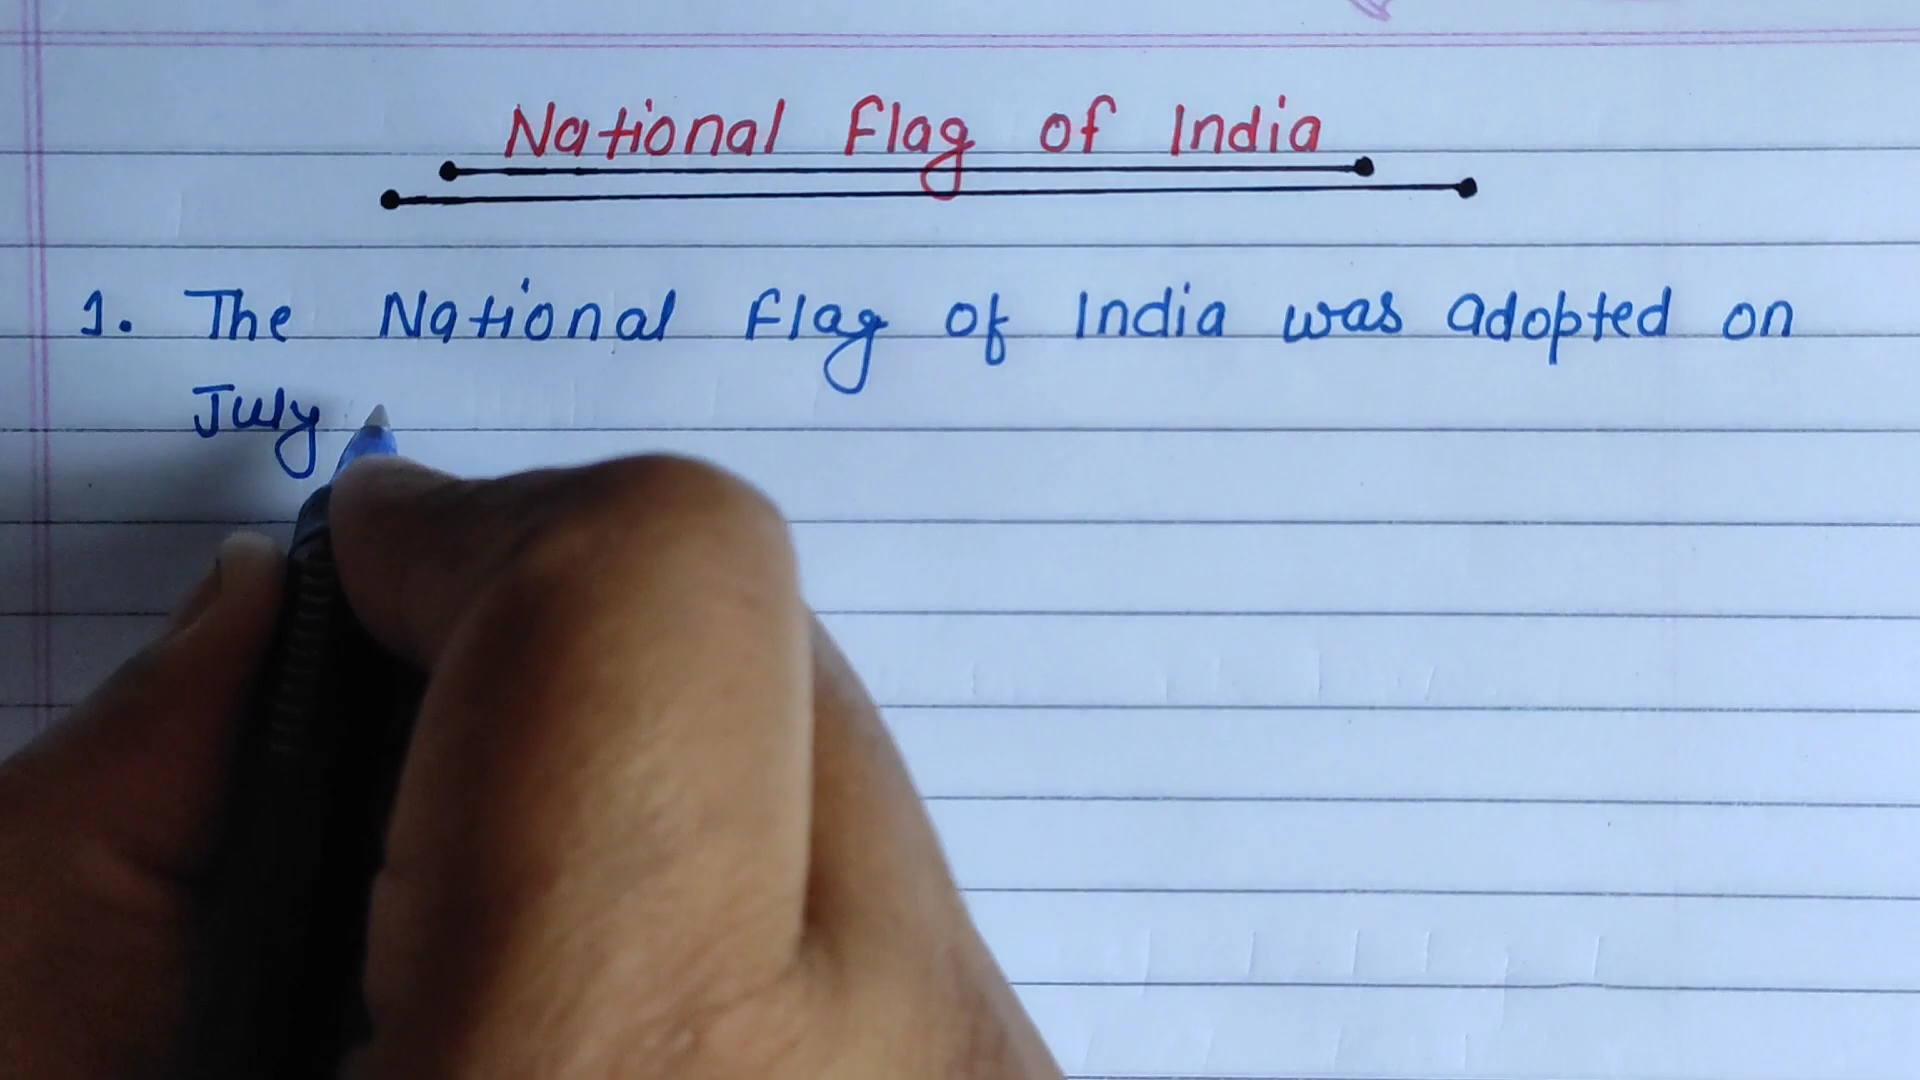 National Flag of India
1. The National Flag of India was adopted on
July